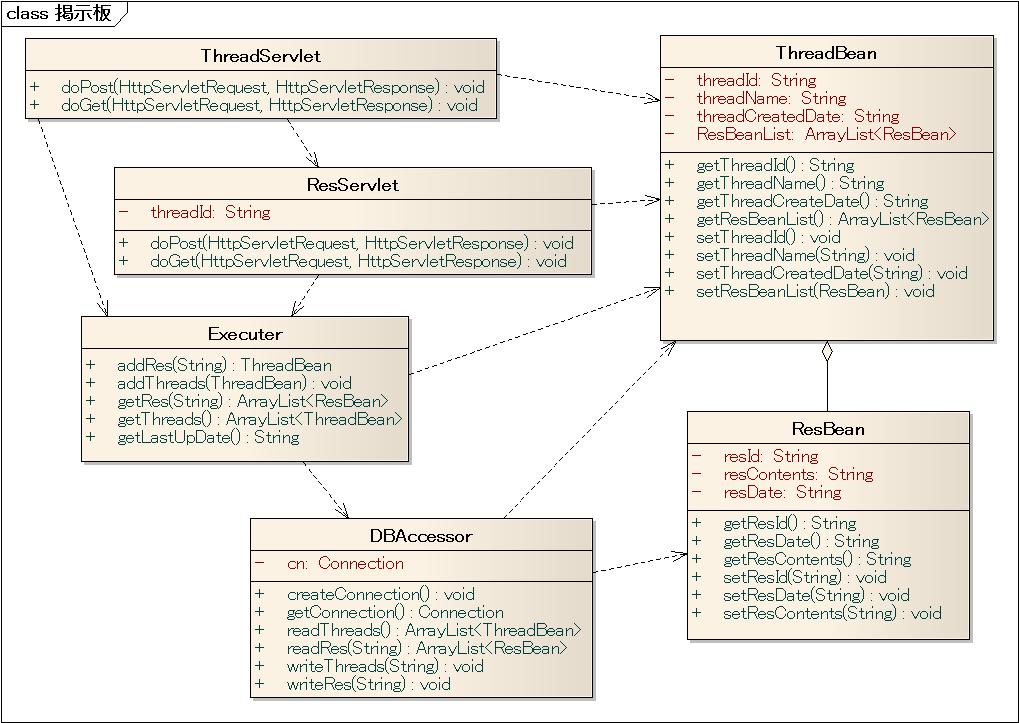 class 掲示板
ThreadServlet
+ doPost(HttpServletRequest, HttpServletResponse) : void
+ doGet(HttpServletRequest, HttpServletResponse) : void
ThreadBean
- threadId: String
- threadName: String
- threadCreatedDate: String
- ResBeanList: ArrayList<ResBean>
+ getThreadId() : String
+ getThreadName() : String
+ getThreadCreateDate() : String
+ getResBeanList() : ArrayList<ResBean>
+ setThreadId() : void
+ setThreadName(String) : void
+ setThreadCreatedDate(String) : void
+ setResBeanList(ResBean) : void
ResServlet
- threadId: String
+ doPost(HttpServletRequest, HttpServletResponse) : void
+ doGet(HttpServletRequest, HttpServletResponse) : void
Executer
+ addRes(String) : ThreadBean
+ addThreads(ThreadBean) : void
+ getRes(String) : ArrayList<ResBean>
+ getThreads() : ArrayList<ThreadBean>
+ getLastUpDate() : String
ResBean
- resId: String
- resContents: String
- resDate: String
+ getResId() : String
+ getResDate() : String
+ getResContents() : String
+ setResId(String) : void
+ setResDate(String) : void
+ setResContents(String) : void
DBAccessor
- cn: Connection
+ createConnection() : void
+ getConnection() : Connection
+ readThreads() : ArrayList<ThreadBean>
+ readRes(String) : ArrayList<ResBean>
+ writeThreads(String) : void
+ writeRes(String) : void